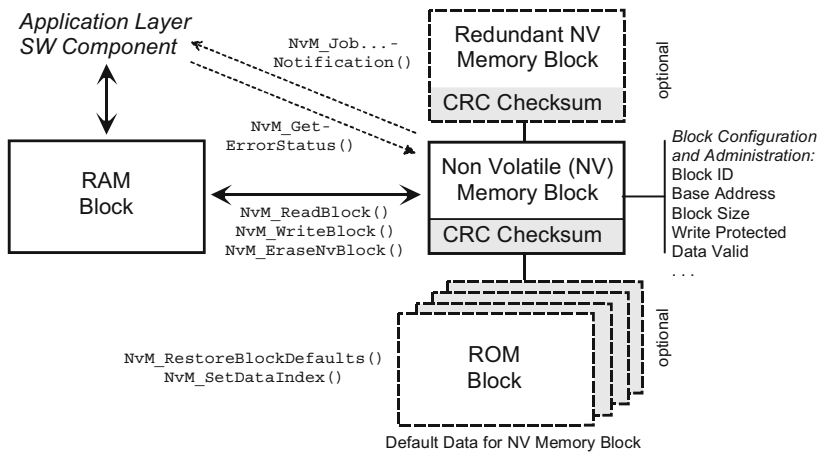 Application Layer
SW Component
NvM_Job...-
Notification()
Redundant NV
Memory Block
CRC Checksum
optional
NvM_Get-
ErrorStatus()
RAM
Block
NvM_ReadBlock()
NvM_WriteBlock()
NvM_EraseNvBlock()
Non Volatile (NV)
Memory Block
CRC Checksum
Block Configuration
and Administration:
Block ID
Base Address
Block Size
Write Protected
Data Valid
. . .
NvM_RestoreBlockDefaults()
NvM_SetDataIndex()
ROM
Block
optional
Default Data for NV Memory Block